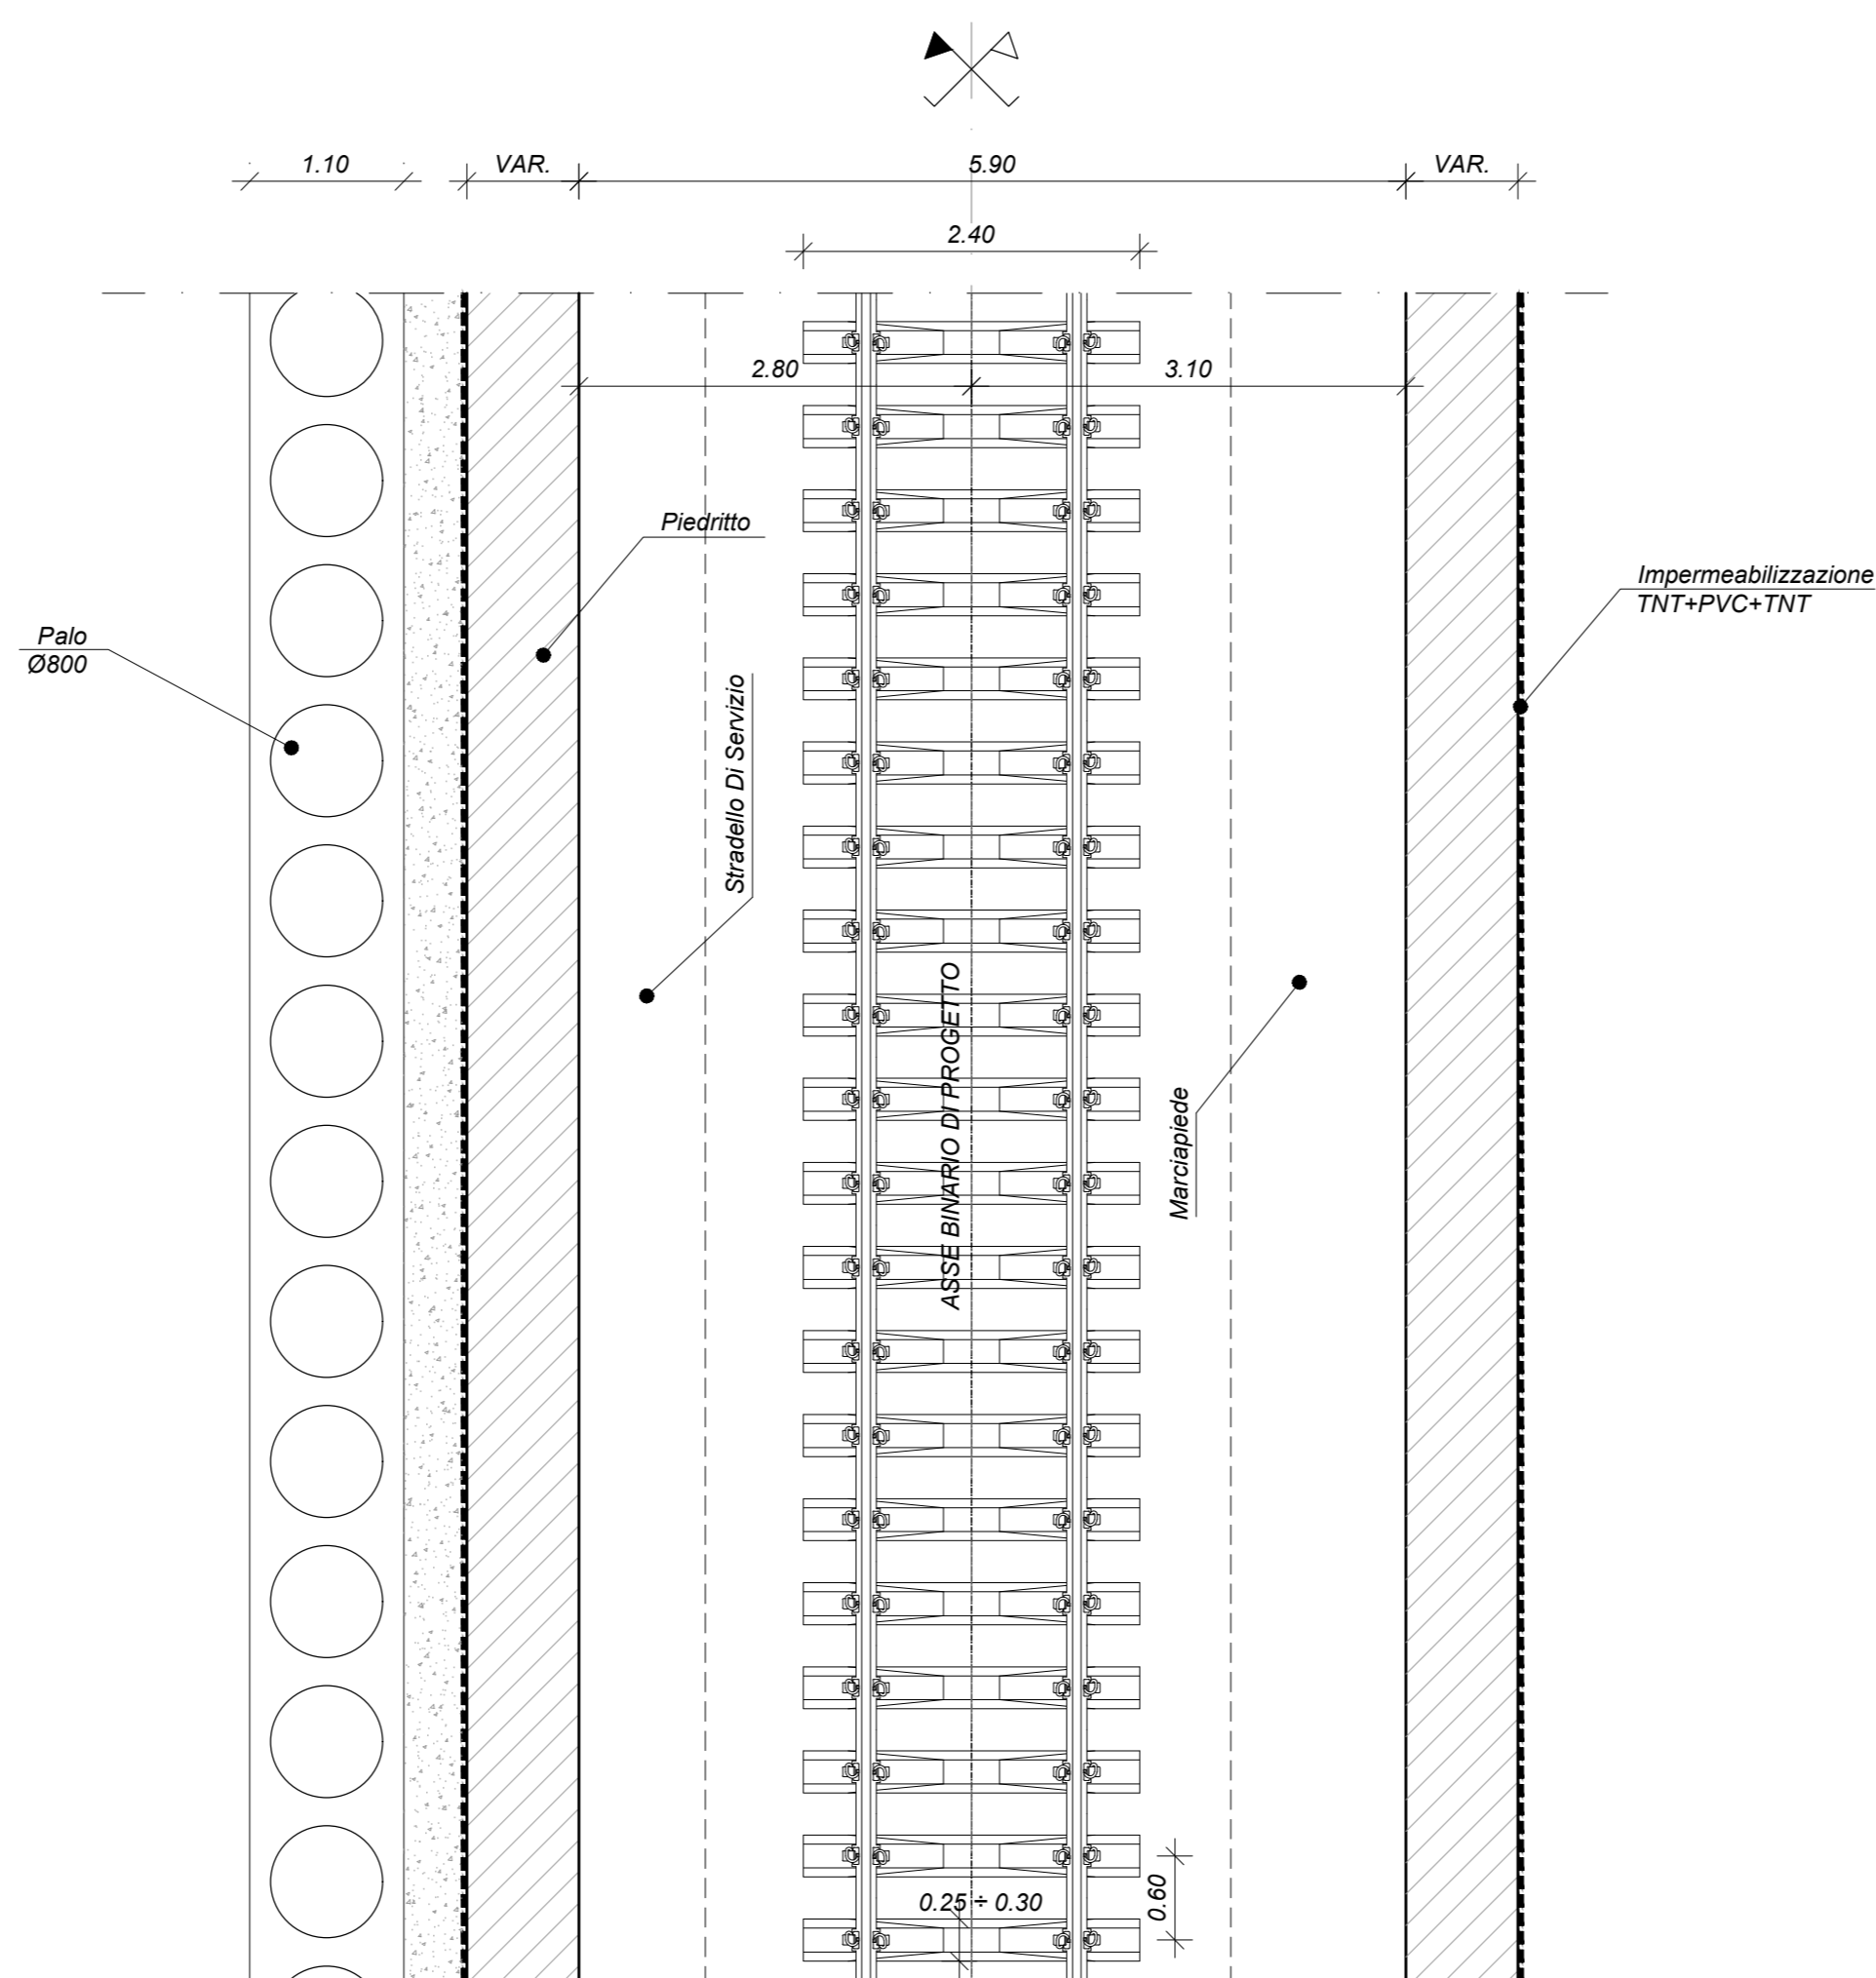 1.10
VAR.
5.90
VAR.
2.40
2.80
3.10
Piedritto
Impermeabilizzazione
TNT+PVC+TNT
Palo
Ø800
Stradello Di Servizio
ASSE BINARIO DI PROGETTO
Marciapiede
0.60
0.25 ÷ 0.30